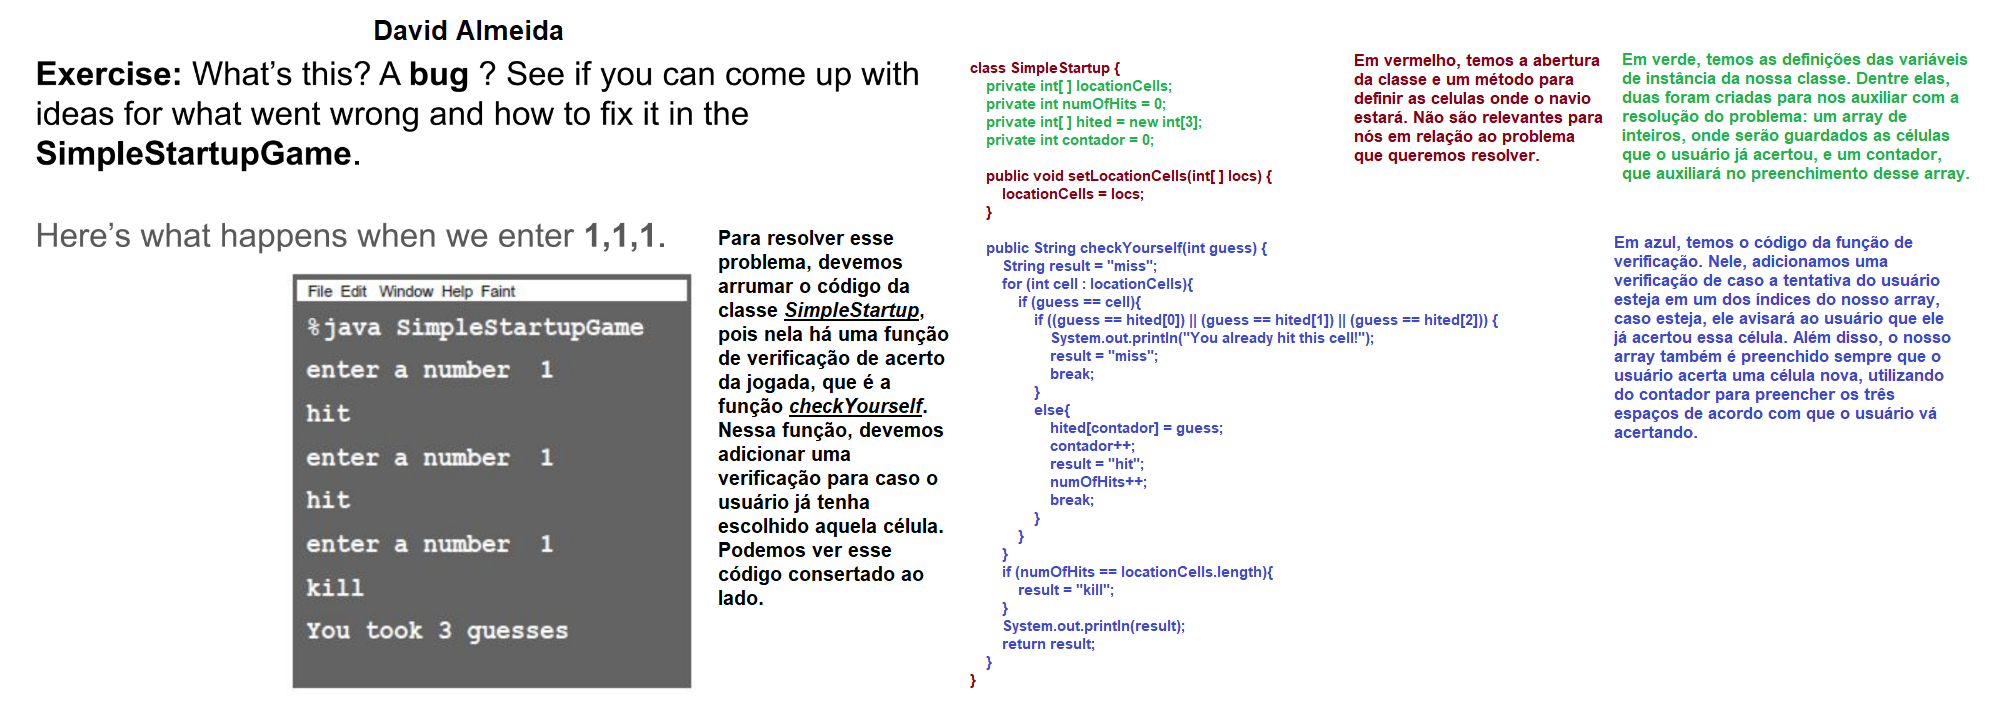 David Almeida
Exercise: What's this? A bug ? See if you can come up with
ideas for what went wrong and how to fix it in the
SimpleStartupGame.
Here's what happens when we enter 1,1,1.
File Edit Window Help Faint
%java SimpleStartupGame
enter a number 1
hit
enter a number 1
hit
enter a number 1
kill
You took 3 guesses
Para resolver esse
problema, devemos
arrumar o código da
classe SimpleStartup,
pois nela há uma função
de verificação de acerto
da jogada, que é a
função checkYourself.
Nessa função, devemos
adicionar uma
verificação para caso o
usuário já tenha
escolhido aquela célula.
Podemos ver esse
código consertado ao
lado.
class SimpleStartup {
private int[ ] locationCells;
private int numOfHits = 0;
private int[ ] hited = new int[3];
private int contador = 0;
public void setLocationCells(int[ ] locs) {
locationCells = locs;
}
public String checkYourself(int guess) {
String result = "miss";
for (int cell : locationCells){
if (guess == cell){
if ((guess == hited[0]) || (guess == hited[1]) || (guess == hited[2])) {
System.out.println("You already hit this cell!");
result = "miss";
break;
}
else{
hited[contador] = guess;
contador++;
result = "hit";
numOfHits++;
break;
}
}
}
if (numOfHits == locationCells.length){
result = "kill";
}
System.out.println(result);
return result;
}
}
Em vermelho, temos a abertura
da classe e um método para
definir as celulas onde o navio
estará. Não são relevantes para
nós em relação ao problema
que queremos resolver.
Em verde, temos as definições das variáveis
de instância da nossa classe. Dentre elas,
duas foram criadas para nos auxiliar com a
resolução do problema: um array de
inteiros, onde serão guardados as células
que o usuário já acertou, e um contador,
que auxiliará no preenchimento desse array.
Em azul, temos o código da função de
verificação. Nele, adicionamos uma
verificação de caso a tentativa do usuário
esteja em um dos índices do nosso array,
caso esteja, ele avisará ao usuário que ele
já acertou essa célula. Além disso, o nosso
array também é preenchido sempre que o
usuário acerta uma célula nova, utilizando
do contador para preencher os três
espaços de acordo com que o usuário vá
acertando.